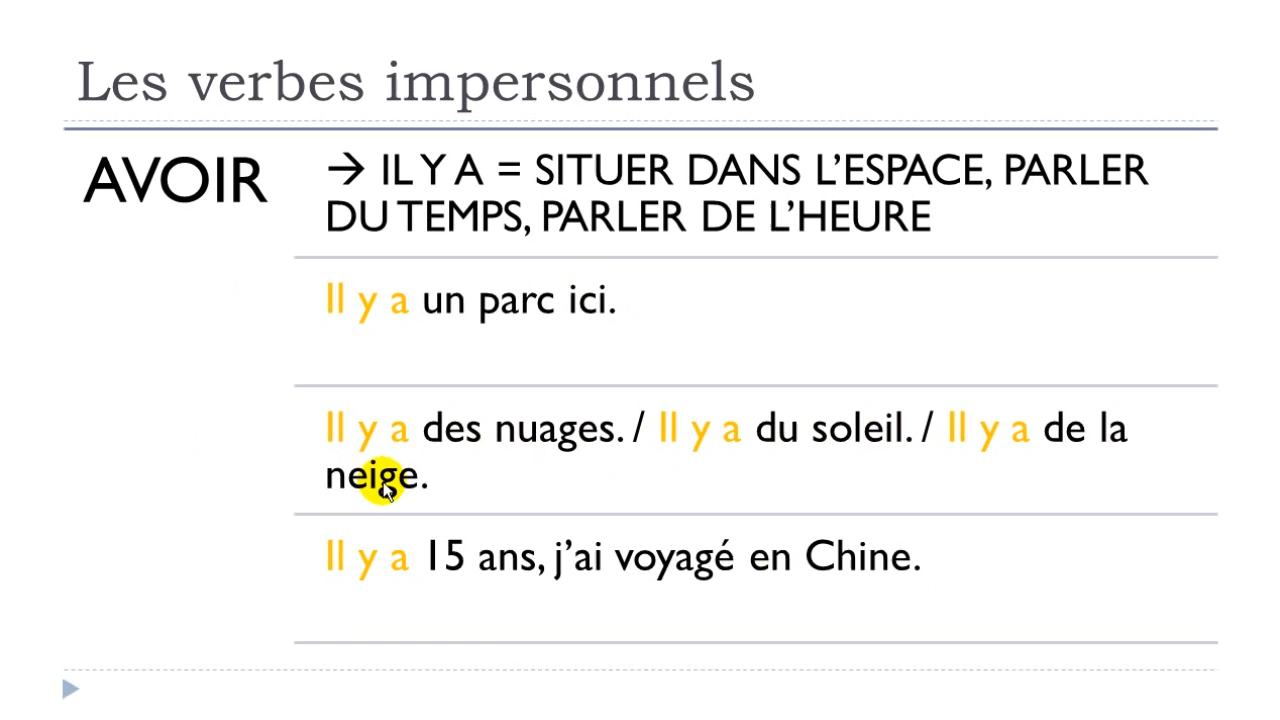 Les verbes impersonnels
AVOIR
→ IL Y A = SITUER DANS L’ESPACE, PARLER
DU TEMPS, PARLER DE L’HEURE
Il y a un parc ici.
Il y a des nuages. / Il y a du soleil. / Il y a de la
neige.
Il y a 15 ans, j’ai voyagé en Chine.